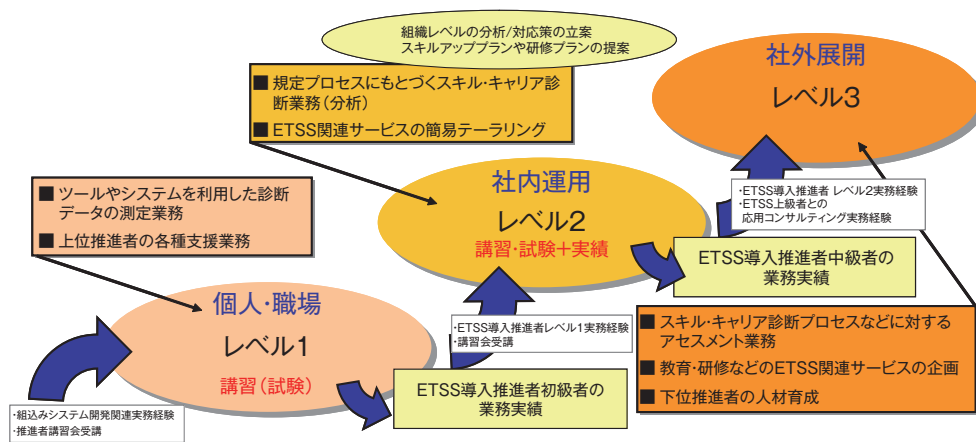 組織レベルの分析/対応策の立案
スキルアッププランや研修プランの提案
■ 規定プロセスにもとづくスキル・キャリア診
断業務(分析)
■ ETSS関連サービスの簡易テーラリング
社外展開
レベル3
■ ツールやシステムを利用した診断
データの測定業務
■ 上位推進者の各種支援業務
社内運用
レベル2
講習・試験+実績
・ETSS導入推進者 レベル2実務経験
・ETSS上級者との
応用コンサルティング実務経験
ETSS導入推進者中級者の
業務実績
個人・職場
レベル1
講習(試験)
・ETSS導入推進者レベル1実務経験
・講習会受講
ETSS導入推進者初級者の
業務実績
■ スキル・キャリア診断プロセスなどに対する
アセスメント業務
■ 教育・研修などのETSS関連サービスの企画
■ 下位推進者の人材育成
・組込みシステム開発関連実務経験
・推進者講習会受講